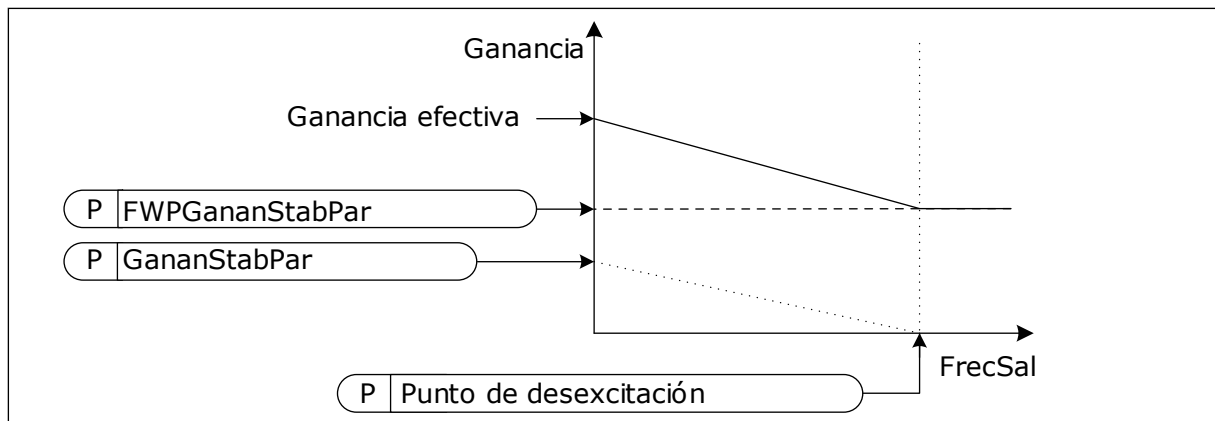 Ganancia
Ganancia efectiva
P FWPGananStabPar
P GananStabPar
FrecSal
P Punto de desexcitación